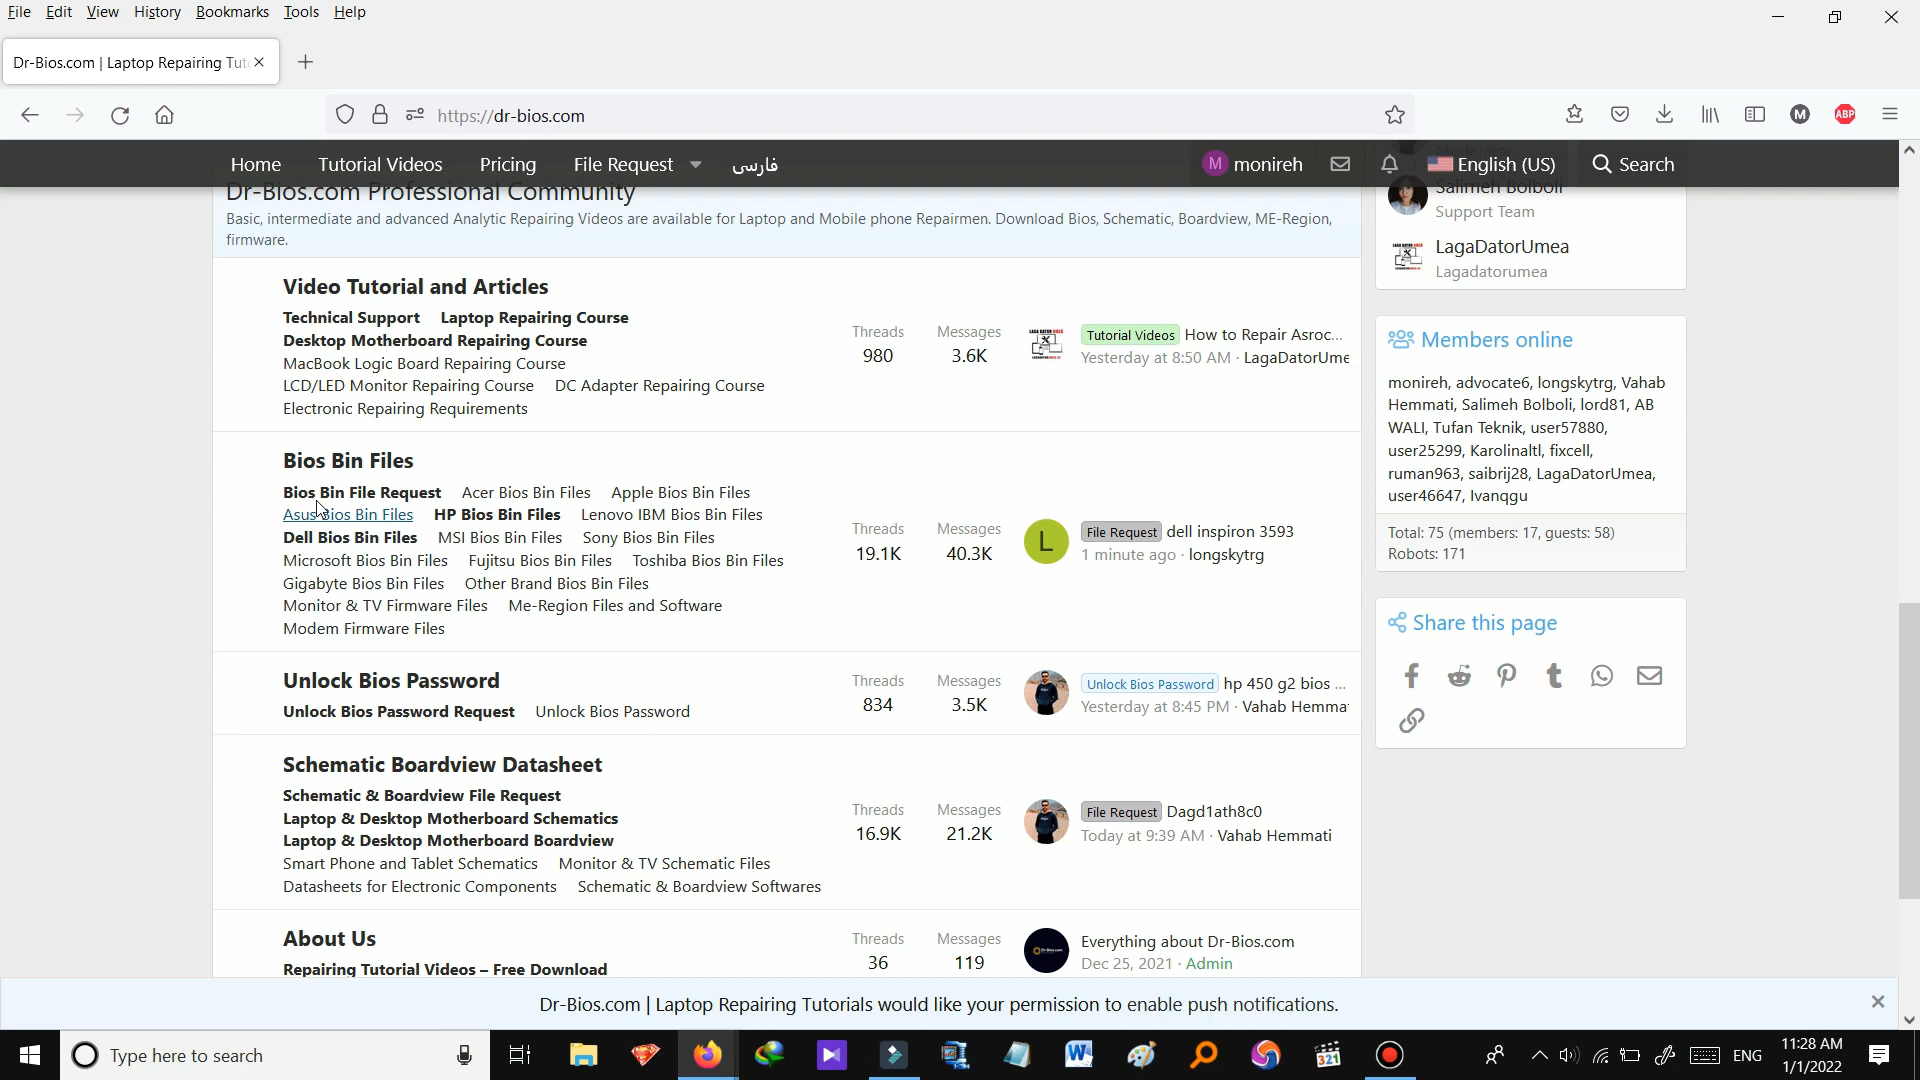 File Edit View History Bookmarks Tools Help
Dr-Bios.com | Laptop Repairing Tut
https://dr-bios.com
M
ABP
Home Tutorial Videos Pricing File Request فارسی M monireh English (US) Search
Dr-Bios.com Professional Community
Basic, intermediate and advanced Analytic Repairing Videos are available for Laptop and Mobile phone Repairmen. Download Bios, Schematic, Boardview, ME-Region,
firmware.
Video Tutorial and Articles
Technical Support Laptop Repairing Course
Desktop Motherboard Repairing Course
MacBook Logic Board Repairing Course
LCD/LED Monitor Repairing Course DC Adapter Repairing Course
Electronic Repairing Requirements
Threads Messages
980 3.6K
Tutorial Videos How to Repair Asroc...
Yesterday at 8:50 AM · LagaDatorUme
Bios Bin Files
Bios Bin File Request Acer Bios Bin Files Apple Bios Bin Files
Asus Bios Bin Files HP Bios Bin Files Lenovo IBM Bios Bin Files
Dell Bios Bin Files MSI Bios Bin Files Sony Bios Bin Files
Microsoft Bios Bin Files Fujitsu Bios Bin Files Toshiba Bios Bin Files
Gigabyte Bios Bin Files Other Brand Bios Bin Files
Monitor & TV Firmware Files Me-Region Files and Software
Modem Firmware Files
Threads Messages
19.1K 40.3K
L
File Request dell inspiron 3593
1 minute ago · longskytrg
Unlock Bios Password
Unlock Bios Password Request Unlock Bios Password
Threads Messages
834 3.5K
Unlock Bios Password hp 450 g2 bios ...
Yesterday at 8:45 PM · Vahab Hemma
Schematic Boardview Datasheet
Schematic & Boardview File Request
Laptop & Desktop Motherboard Schematics
Laptop & Desktop Motherboard Boardview
Smart Phone and Tablet Schematics Monitor & TV Schematic Files
Datasheets for Electronic Components Schematic & Boardview Softwares
Threads Messages
16.9K 21.2K
File Request Dagd1ath8c0
Today at 9:39 AM · Vahab Hemmati
About Us
Repairing Tutorial Videos – Free Download
Threads Messages
36 119
Everything about Dr-Bios.com
Dec 25, 2021 · Admin
Salimeh Bolboli
Support Team
LagaDatorUmea
Lagadatorumea
Members online
monireh, advocate6, longskytrg, Vahab
Hemmati, Salimeh Bolboli, lord81, AB
WALI, Tufan Teknik, user57880,
user25299, Karolinaltl, fixcell,
ruman963, saibrij28, LagaDatorUmea,
user46647, Ivanqgu
Total: 75 (members: 17, guests: 58)
Robots: 171
Share this page
Dr-Bios.com | Laptop Repairing Tutorials would like your permission to enable push notifications.
Type here to search
321
ENG
11:28 AM
1/1/2022